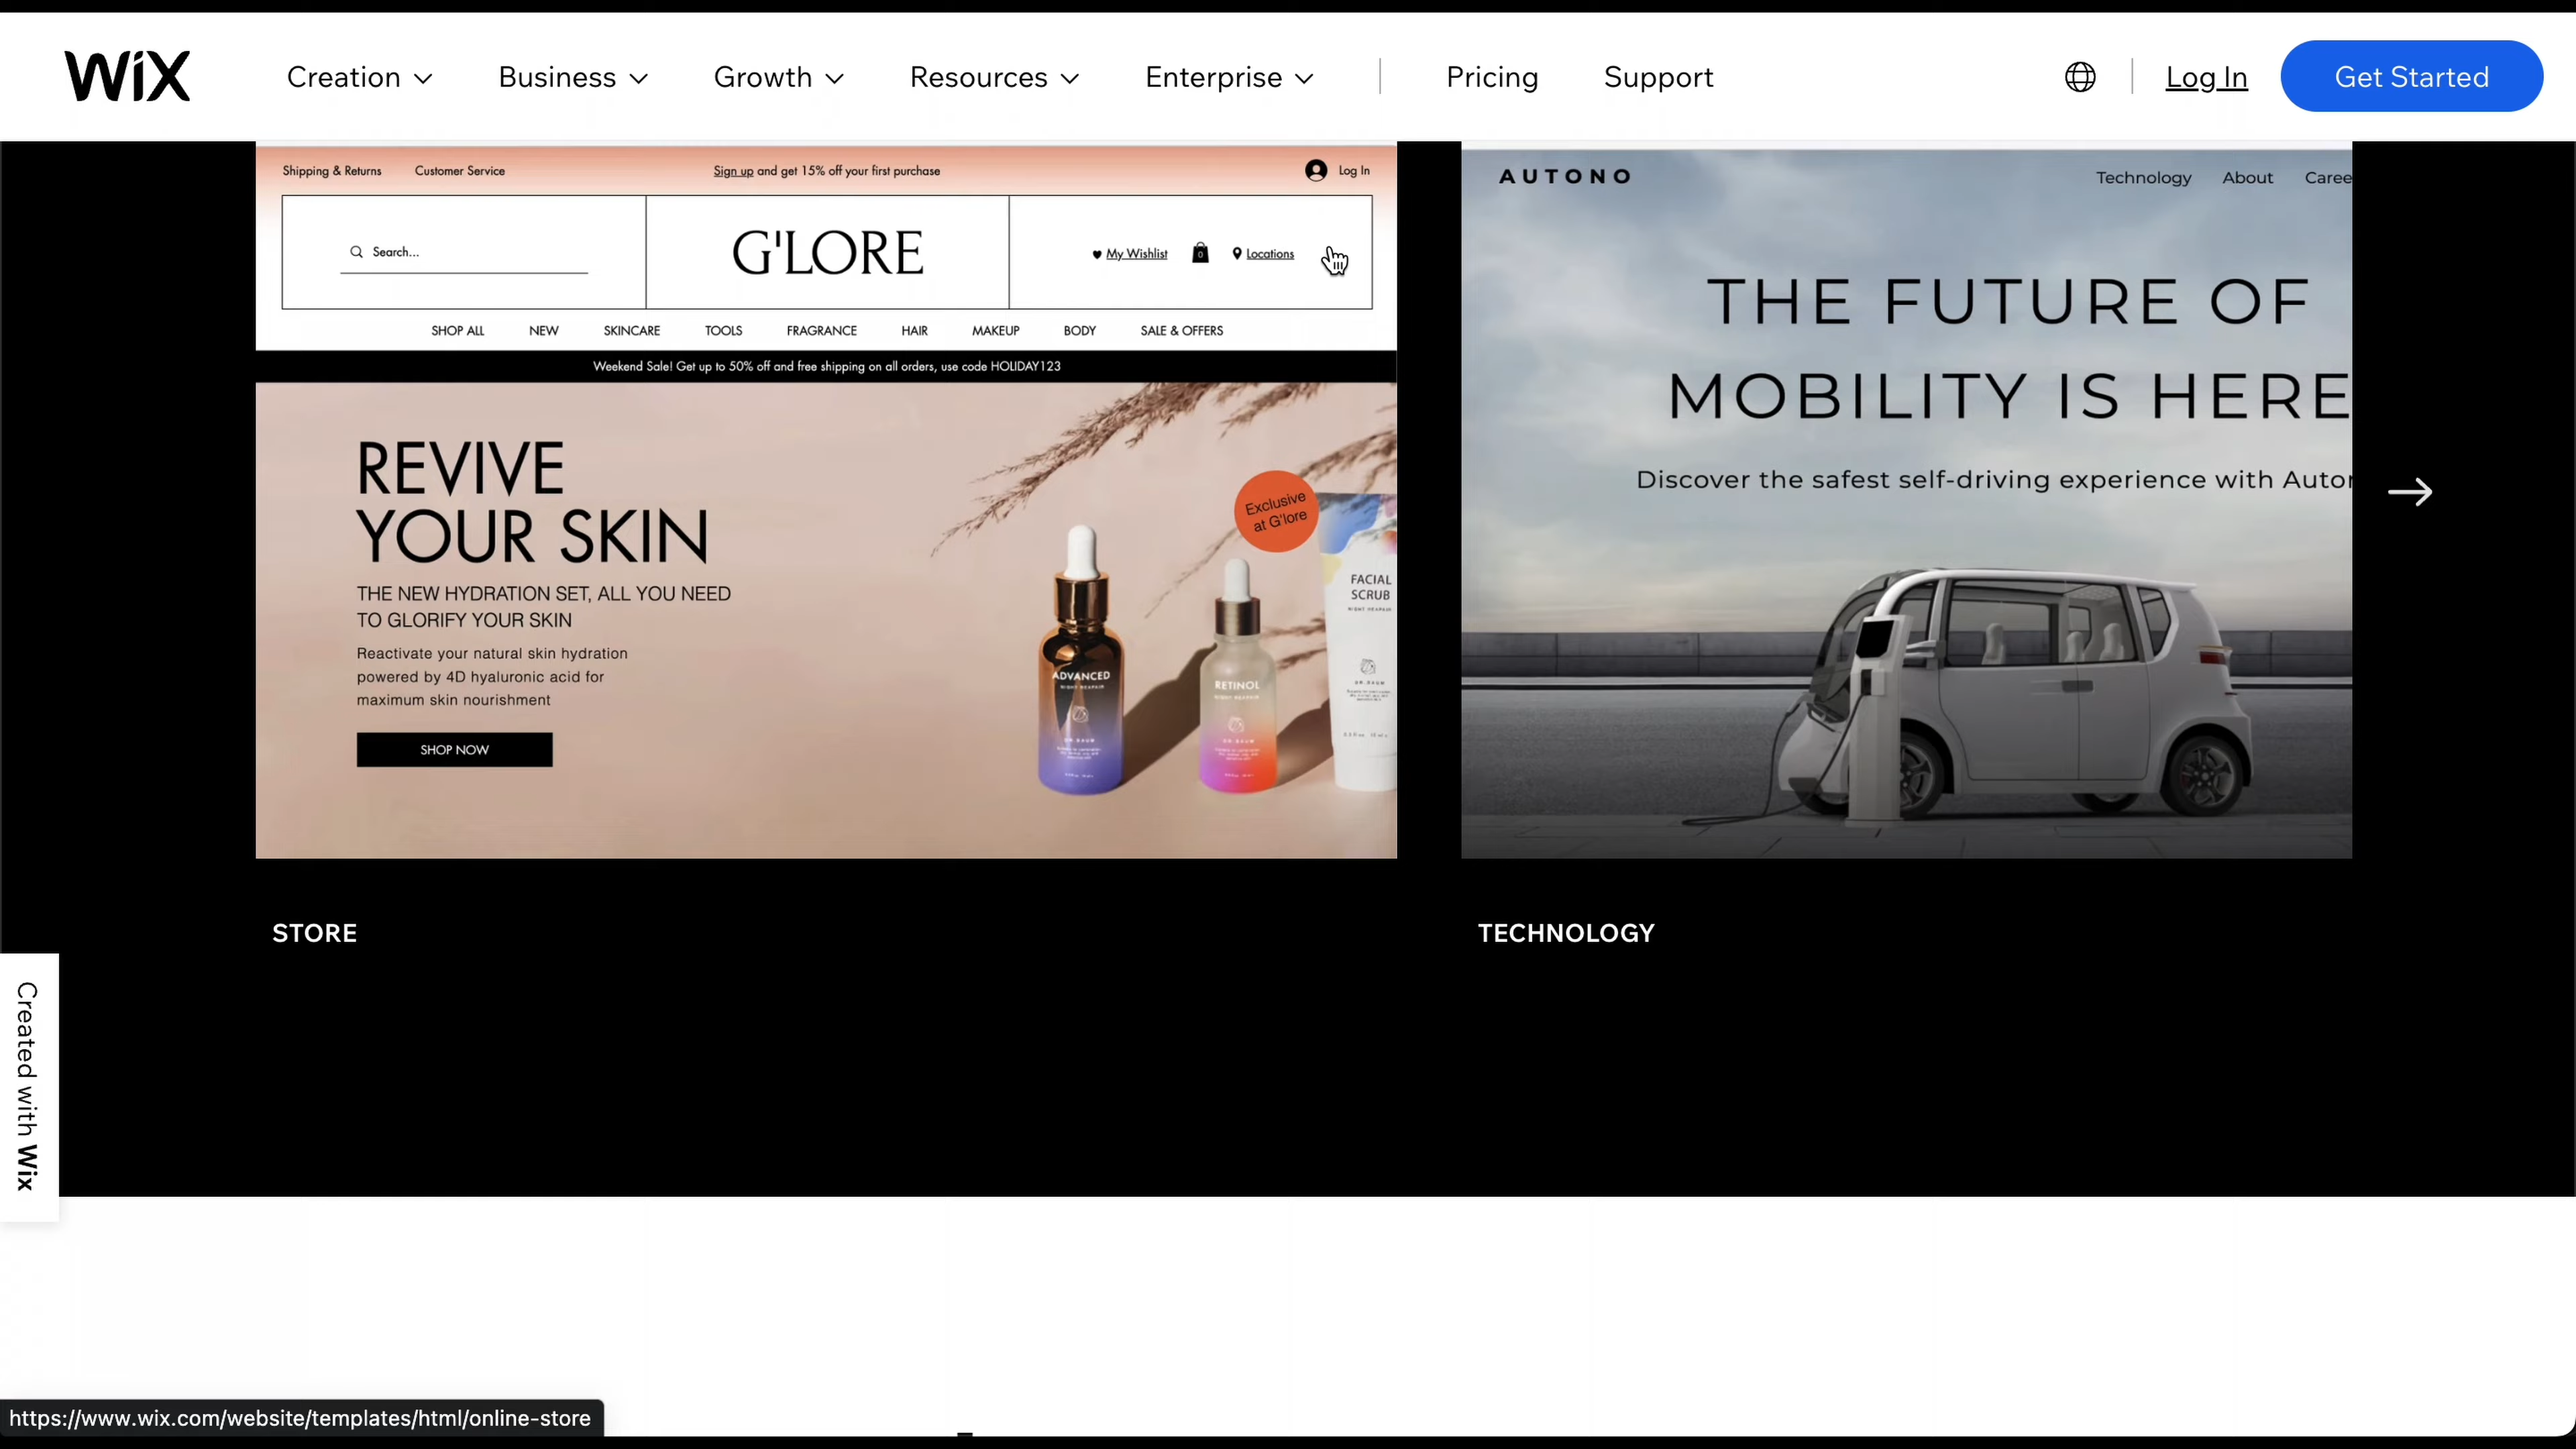 WiX
Creation
Business
Growth
Resources
Enterprise
Pricing
Support
Log In
Get Started
Shipping & Returns
Customer Service
Sign up and get 15% off your first purchase
Log In
Search...
G'LORE
My Wishlist
0
Locations
SHOP ALL
NEW
SKINCARE
TOOLS
FRAGRANCE
HAIR
MAKEUP
BODY
SALE & OFFERS
Weekend Sale! Get up to 50% off and free shipping on all orders, use code HOLIDAY123
REVIVE
YOUR SKIN
THE NEW HYDRATION SET, ALL YOU NEED
TO GLORIFY YOUR SKIN
Reactivate your natural skin hydration
powered by 4D hyaluronic acid for
maximum skin nourishment
SHOP NOW
Exclusive
at G'lore
ADVANCED
RETINOL
FACIAL
SCRUB
AUTONO
Technology
About
Caree
THE FUTURE OF
MOBILITY IS HERE
Discover the safest self-driving experience with Auto
STORE
TECHNOLOGY
Created with Wix
https://www.wix.com/website/templates/html/online-store